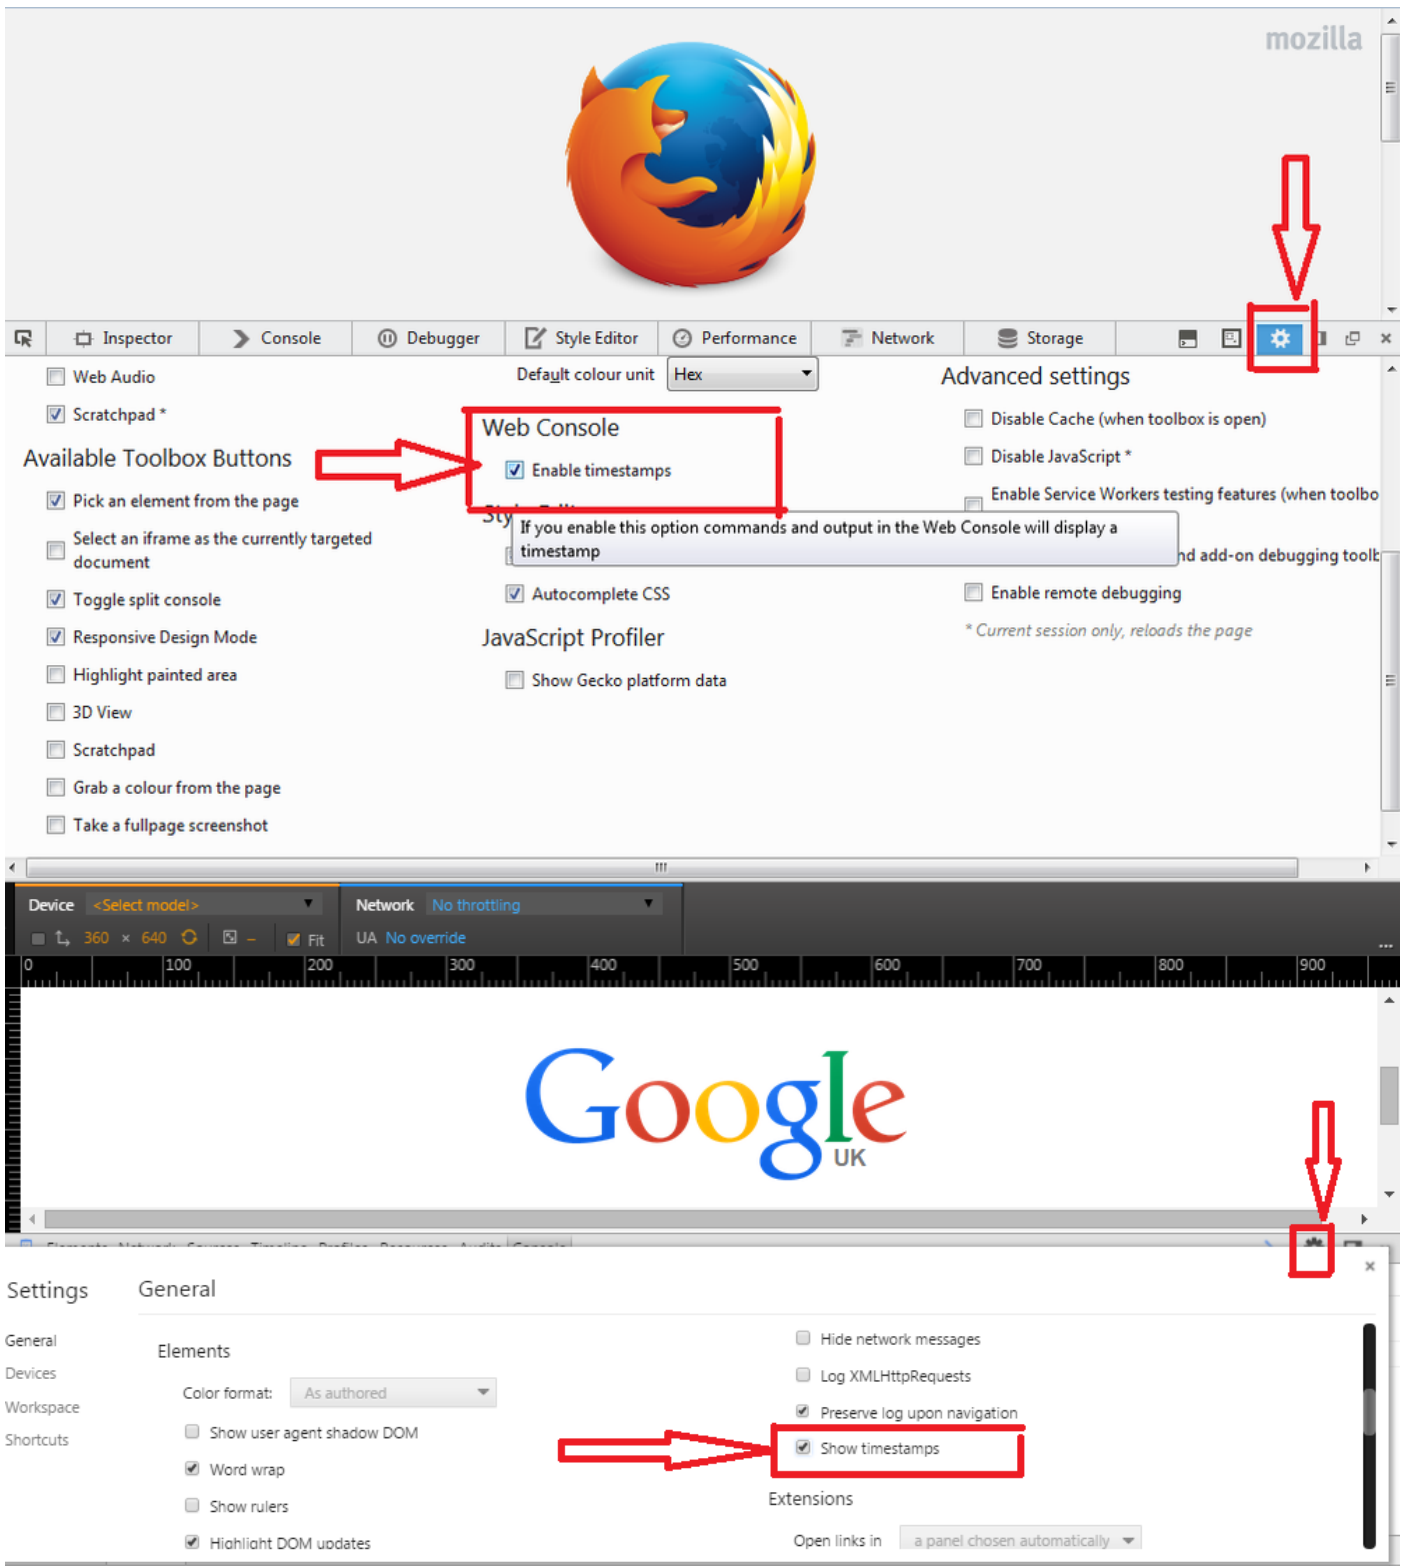 mozilla
Inspector Console Debugger Style Editor Performance Network Storage
Web Audio
Scratchpad *
Available Toolbox Buttons
Pick an element from the page
Select an iframe as the currently targeted
document
Toggle split console
Responsive Design Mode
Highlight painted area
3D View
Scratchpad
Grab a colour from the page
Take a fullpage screenshot
Default colour unit Hex
Web Console
Enable timestamps
If you enable this option commands and output in the Web Console will display a
timestamp
Autocomplete CSS
JavaScript Profiler
Show Gecko platform data
Advanced settings
Disable Cache (when toolbox is open)
Disable JavaScript *
Enable Service Workers testing features (when toolbo
nd add-on debugging toolb
Enable remote debugging
* Current session only, reloads the page
Device <Select model> Network No throttling
360 × 640 Fit UA No override
0 100 200 300 400 500 600 700 800 900
Google
UK
Settings General
General
Devices
Workspace
Shortcuts
Elements
Color format: As authored
Show user agent shadow DOM
Word wrap
Show rulers
Highlight DOM updates
Hide network messages
Log XMLHttpRequests
Preserve log upon navigation
Show timestamps
Extensions
Open links in a panel chosen automatically